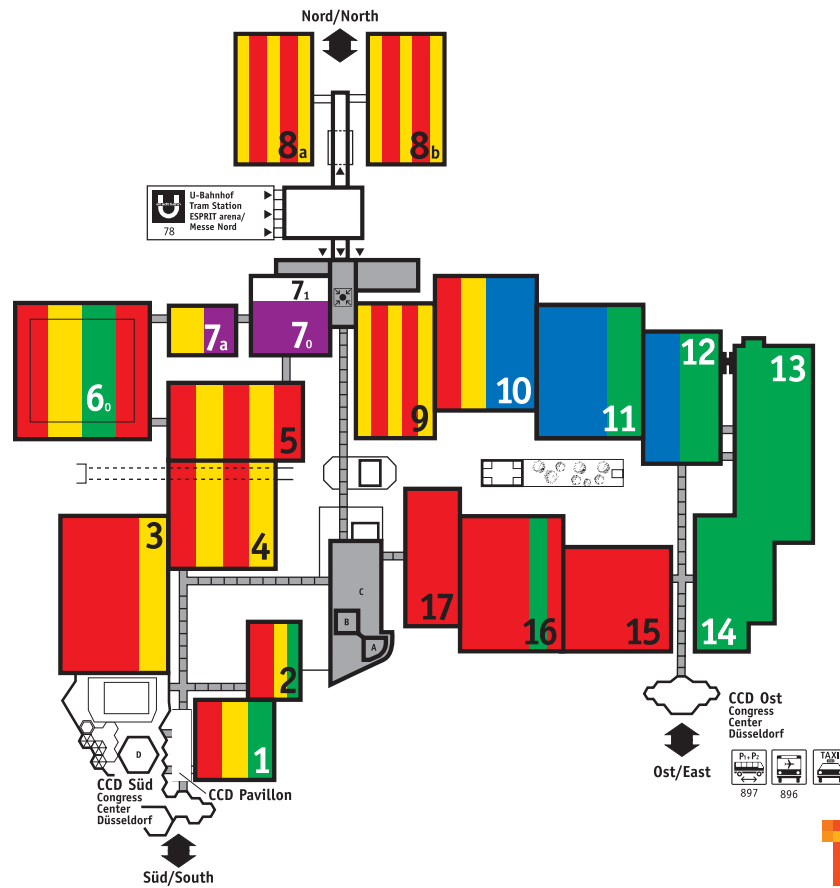 Nord/North
8a
8b
U
U-Bahnhof
Tram Station
ESPRIT arena/
Messe Nord
78
7₁
7₀
7a
6₀
5
9
10
11
12
13
3
4
17
16
15
14
C
B
A
2
1
D
CCD Süd
Congress
Center
Düsseldorf
CCD Pavillon
Süd/South
CCD Ost
Congress
Center
Düsseldorf
Ost/East
P₁+P₂
TAXI
897
896